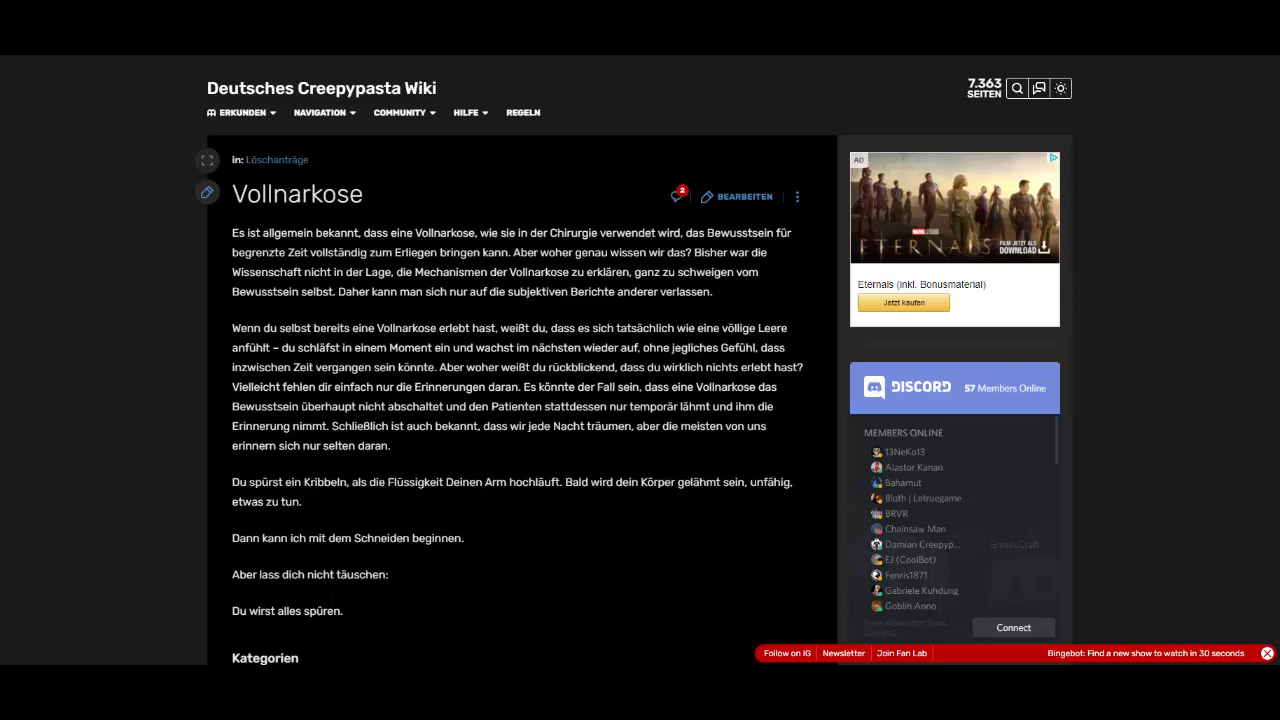 Deutsches Creepypasta Wiki
7.363
SEITEN
ERKUNDEN NAVIGATION COMMUNITY HILFE REGELN
in: Löschanträge
Vollnarkose
2
BEARBEITEN
Es ist allgemein bekannt, dass eine Vollnarkose, wie sie in der Chirurgie verwendet wird, das Bewusstsein für
begrenzte Zeit vollständig zum Erliegen bringen kann. Aber woher genau wissen wir das? Bisher war die
Wissenschaft nicht in der Lage, die Mechanismen der Vollnarkose zu erklären, ganz zu schweigen vom
Bewusstsein selbst. Daher kann man sich nur auf die subjektiven Berichte anderer verlassen.
Wenn du selbst bereits eine Vollnarkose erlebt hast, weißt du, dass es sich tatsächlich wie eine völlige Leere
anfühlt – du schläfst in einem Moment ein und wachst im nächsten wieder auf, ohne jegliches Gefühl, dass
inzwischen Zeit vergangen sein könnte. Aber woher weißt du rückblickend, dass du wirklich nichts erlebt hast?
Vielleicht fehlen dir einfach nur die Erinnerungen daran. Es könnte der Fall sein, dass eine Vollnarkose das
Bewusstsein überhaupt nicht abschaltet und den Patienten stattdessen nur temporär lähmt und ihm die
Erinnerung nimmt. Schließlich ist auch bekannt, dass wir jede Nacht träumen, aber die meisten von uns
erinnern sich nur selten daran.
Du spürst ein Kribbeln, als die Flüssigkeit Deinen Arm hochläuft. Bald wird dein Körper gelähmt sein, unfähig,
etwas zu tun.
Dann kann ich mit dem Schneiden beginnen.
Aber lass dich nicht täuschen:
Du wirst alles spüren.
Kategorien
AD
MARVEL STUDIOS
ETERNALS
FILM JETZT ALS
DOWNLOAD
Eternals (inkl. Bonusmaterial)
Jetzt kaufen
DISCORD 57 Members Online
MEMBERS ONLINE
13NeKo13
Alastor Kanan
Bahamut
Bloth | Letruegame
BRVR
Chainsaw Man
Damian Creepyp... GreedyCraft
EJ (CoolBot)
Fenris1871
Gabriele Kuhdung
Goblin Anno
Connect
Follow on IG Newsletter Join Fan Lab Bingebot: Find a new show to watch in 30 seconds